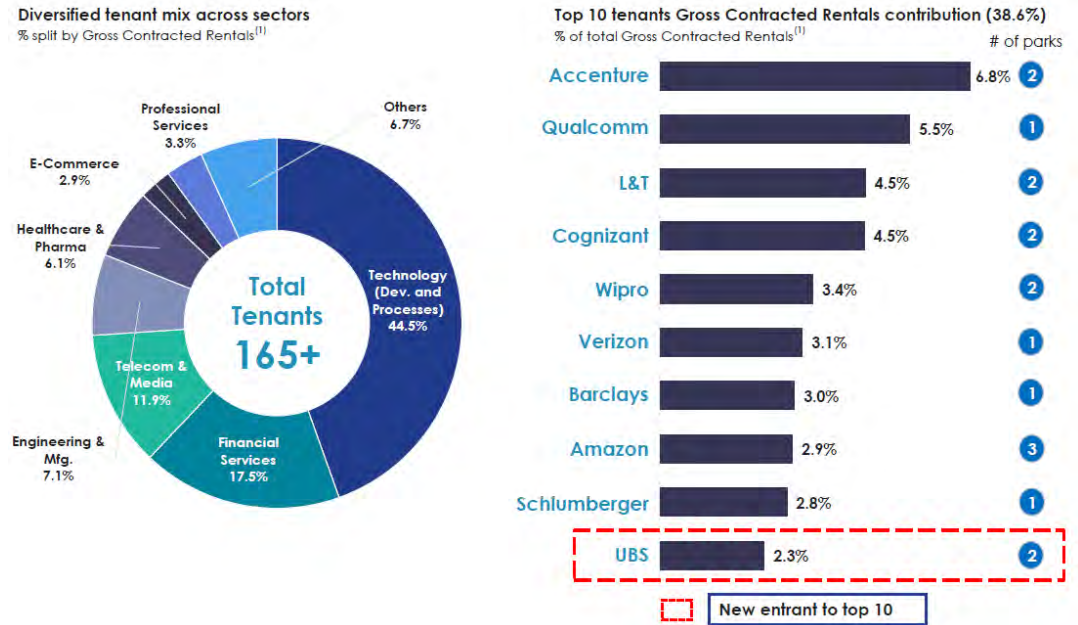 Diversified tenant mix across sectors
% split by Gross Contracted Rentals(1)
Professional
Services
3.3%
Others
6.7%
E-Commerce
2.9%
Healthcare &
Pharma
6.1%
Technology
(Dev. and
Processes)
44.5%
Total
Tenants
165+
Telecom &
Media
11.9%
Engineering &
Mfg.
7.1%
Financial
Services
17.5%
Top 10 tenants Gross Contracted Rentals contribution (38.6%)
% of total Gross Contracted Rentals(1)
# of parks
Accenture 6.8% 2
Qualcomm 5.5% 1
L&T 4.5% 2
Cognizant 4.5% 2
Wipro 3.4% 2
Verizon 3.1% 1
Barclays 3.0% 1
Amazon 2.9% 3
Schlumberger 2.8% 1
UBS 2.3% 2
New entrant to top 10